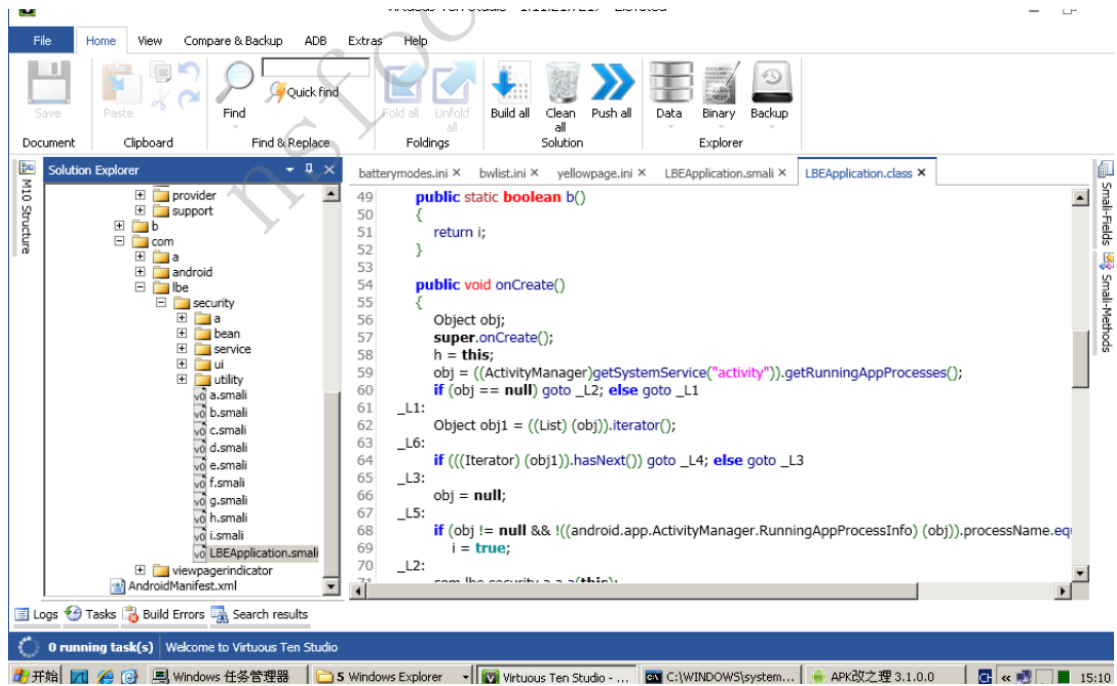 File Home View Compare & Backup ADB Extras Help
Save
Paste
Find
Quick find
Fold all
Unfold all
Build all
Clean all
Push all
Data
Binary
Backup
Document Clipboard Find & Replace Foldings Solution Explorer
nsfoc
M10 Structure
Solution Explorer
provider
support
b
com
a
android
lbe
security
a
bean
service
ui
utility
a.smali
b.smali
c.smali
d.smali
e.smali
f.smali
g.smali
h.smali
i.smali
LBEApplication.smali
viewpagerindicator
AndroidManifest.xml
batterymodes.ini bwlist.ini yellowpage.ini LBEApplication.smali LBEApplication.class
49 public static boolean b()
50 {
51 return i;
52 }
53
54 public void onCreate()
55 {
56 Object obj;
57 super.onCreate();
58 h = this;
59 obj = ((ActivityManager)getSystemService("activity")).getRunningAppProcesses();
60 if (obj == null) goto _L2; else goto _L1
61 _L1:
62 Object obj1 = ((List) (obj)).iterator();
63 _L6:
64 if (((Iterator) (obj1)).hasNext()) goto _L4; else goto _L3
65 _L3:
66 obj = null;
67 _L5:
68 if (obj != null && !((android.app.ActivityManager.RunningAppProcessInfo) (obj)).processName.equ
69 i = true;
70 _L2:
Smali-Fields
Smali-Methods
Logs Tasks Build Errors Search results
0 running task(s) Welcome to Virtuous Ten Studio
开始 Windows 任务管理器 5 Windows Explorer Virtuous Ten Studio - ... C:\WINDOWS\system... APK改之理 3.1.0.0 CH « 15:10